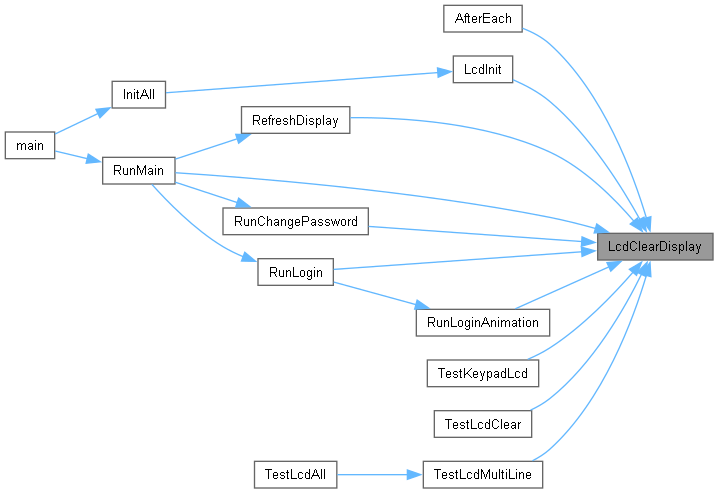 AfterEach
LcdInit
InitAll
RefreshDisplay
main
RunMain
RunChangePassword
LcdClearDisplay
RunLogin
RunLoginAnimation
TestKeypadLcd
TestLcdClear
TestLcdAll
TestLcdMultiLine